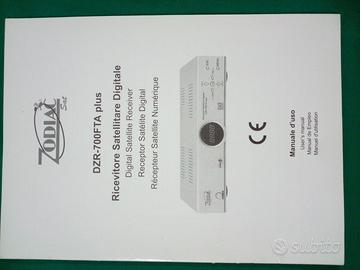 ZODIAC
Sat
DZR-700FTA plus
Ricevitore Satellitare Digitale
Digital Satellite Receiver
Receptor Satélite Digital
Récepteur Satellite Numérique
CE
Manuale d'uso
User's manual
Manual de Empleo
Manuel d'utilisation
subito